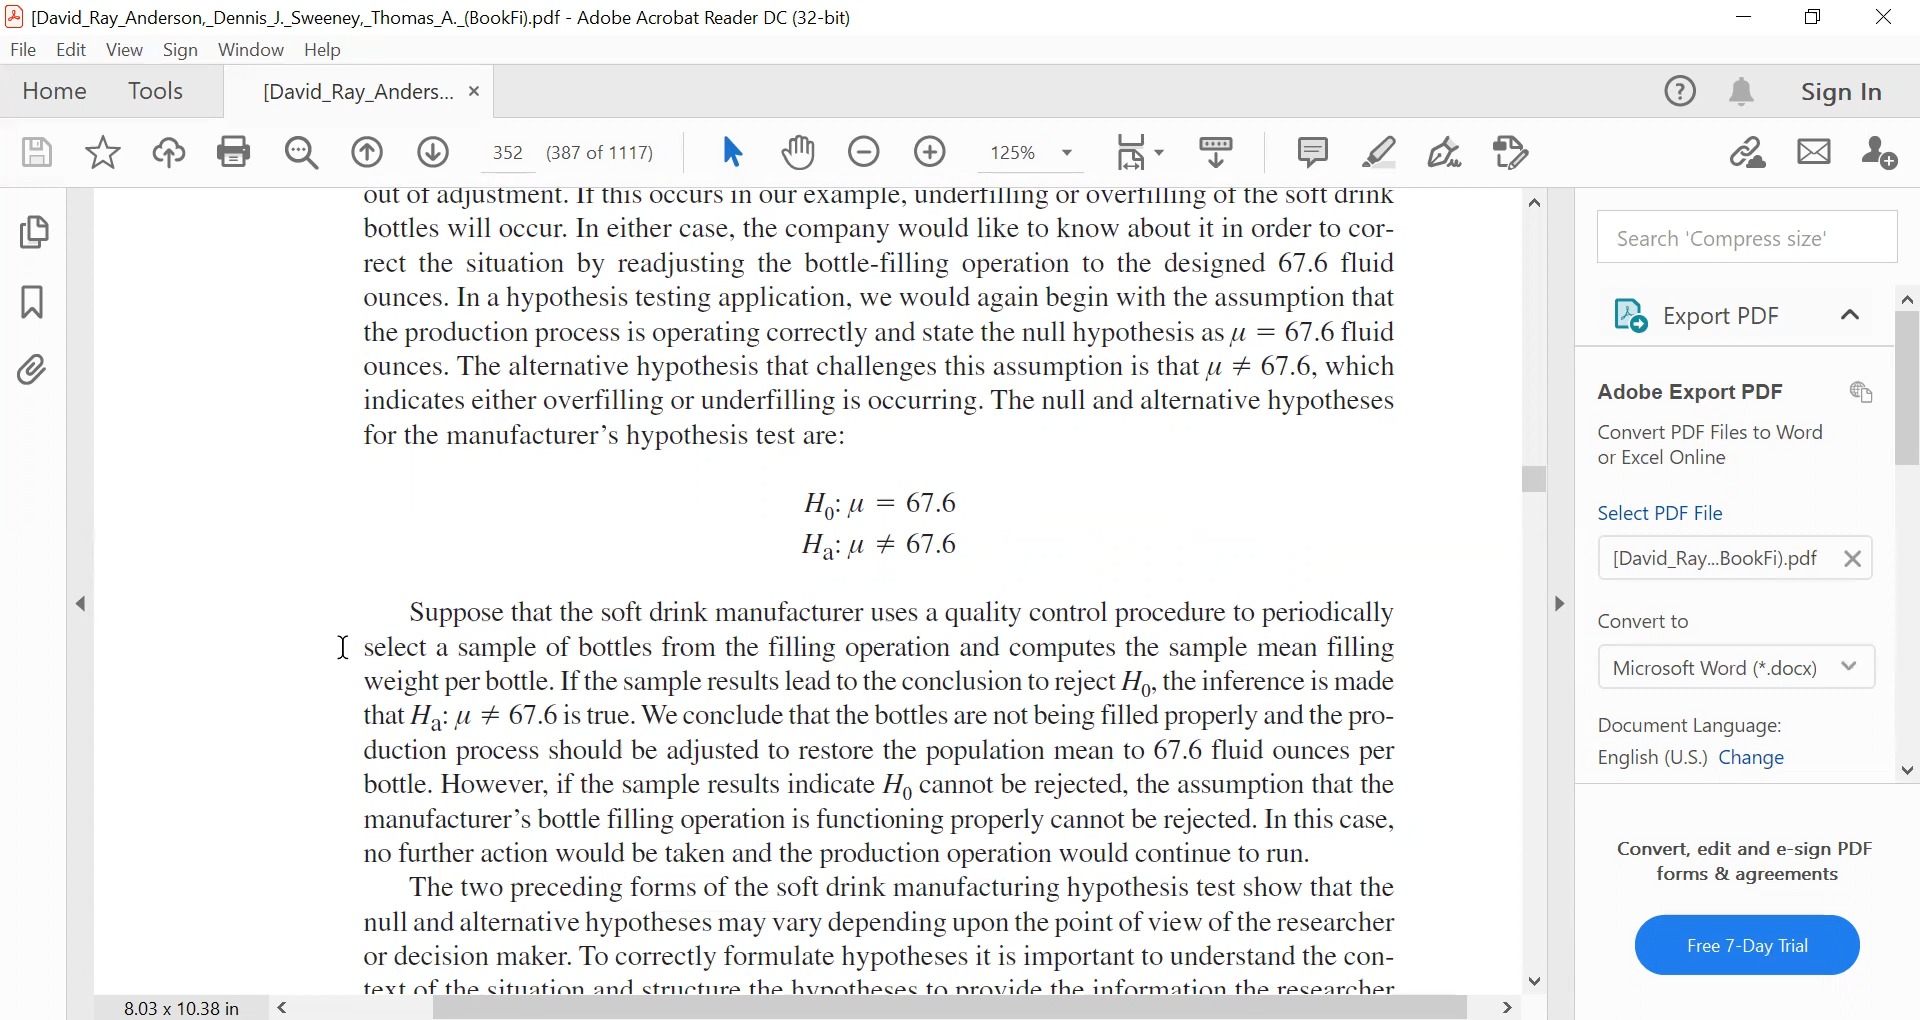 [David_Ray_Anderson,_Dennis_J._Sweeney,_Thomas_A._(BookFi).pdf - Adobe Acrobat Reader DC (32-bit)
File Edit View Sign Window Help
Home Tools [David_Ray_Anders... × Sign In
352 (387 of 1117) 125%
out of adjustment. If this occurs in our example, underfilling or overfilling of the soft drink
bottles will occur. In either case, the company would like to know about it in order to cor-
rect the situation by readjusting the bottle-filling operation to the designed 67.6 fluid
ounces. In a hypothesis testing application, we would again begin with the assumption that
the production process is operating correctly and state the null hypothesis as μ = 67.6 fluid
ounces. The alternative hypothesis that challenges this assumption is that μ ≠ 67.6, which
indicates either overfilling or underfilling is occurring. The null and alternative hypotheses
for the manufacturer’s hypothesis test are:
H₀: μ = 67.6
Hₐ: μ ≠ 67.6
Suppose that the soft drink manufacturer uses a quality control procedure to periodically
select a sample of bottles from the filling operation and computes the sample mean filling
weight per bottle. If the sample results lead to the conclusion to reject H₀, the inference is made
that Hₐ: μ ≠ 67.6 is true. We conclude that the bottles are not being filled properly and the pro-
duction process should be adjusted to restore the population mean to 67.6 fluid ounces per
bottle. However, if the sample results indicate H₀ cannot be rejected, the assumption that the
manufacturer’s bottle filling operation is functioning properly cannot be rejected. In this case,
no further action would be taken and the production operation would continue to run.
The two preceding forms of the soft drink manufacturing hypothesis test show that the
null and alternative hypotheses may vary depending upon the point of view of the researcher
or decision maker. To correctly formulate hypotheses it is important to understand the con-
text of the situation and structure the hypotheses to provide the information the researcher
8.03 x 10.38 in
Search 'Compress size'
Export PDF
Adobe Export PDF
Convert PDF Files to Word
or Excel Online
Select PDF File
[David_Ray...BookFi).pdf
Convert to
Microsoft Word (*.docx)
Document Language:
English (U.S.) Change
Convert, edit and e-sign PDF
forms & agreements
Free 7-Day Trial